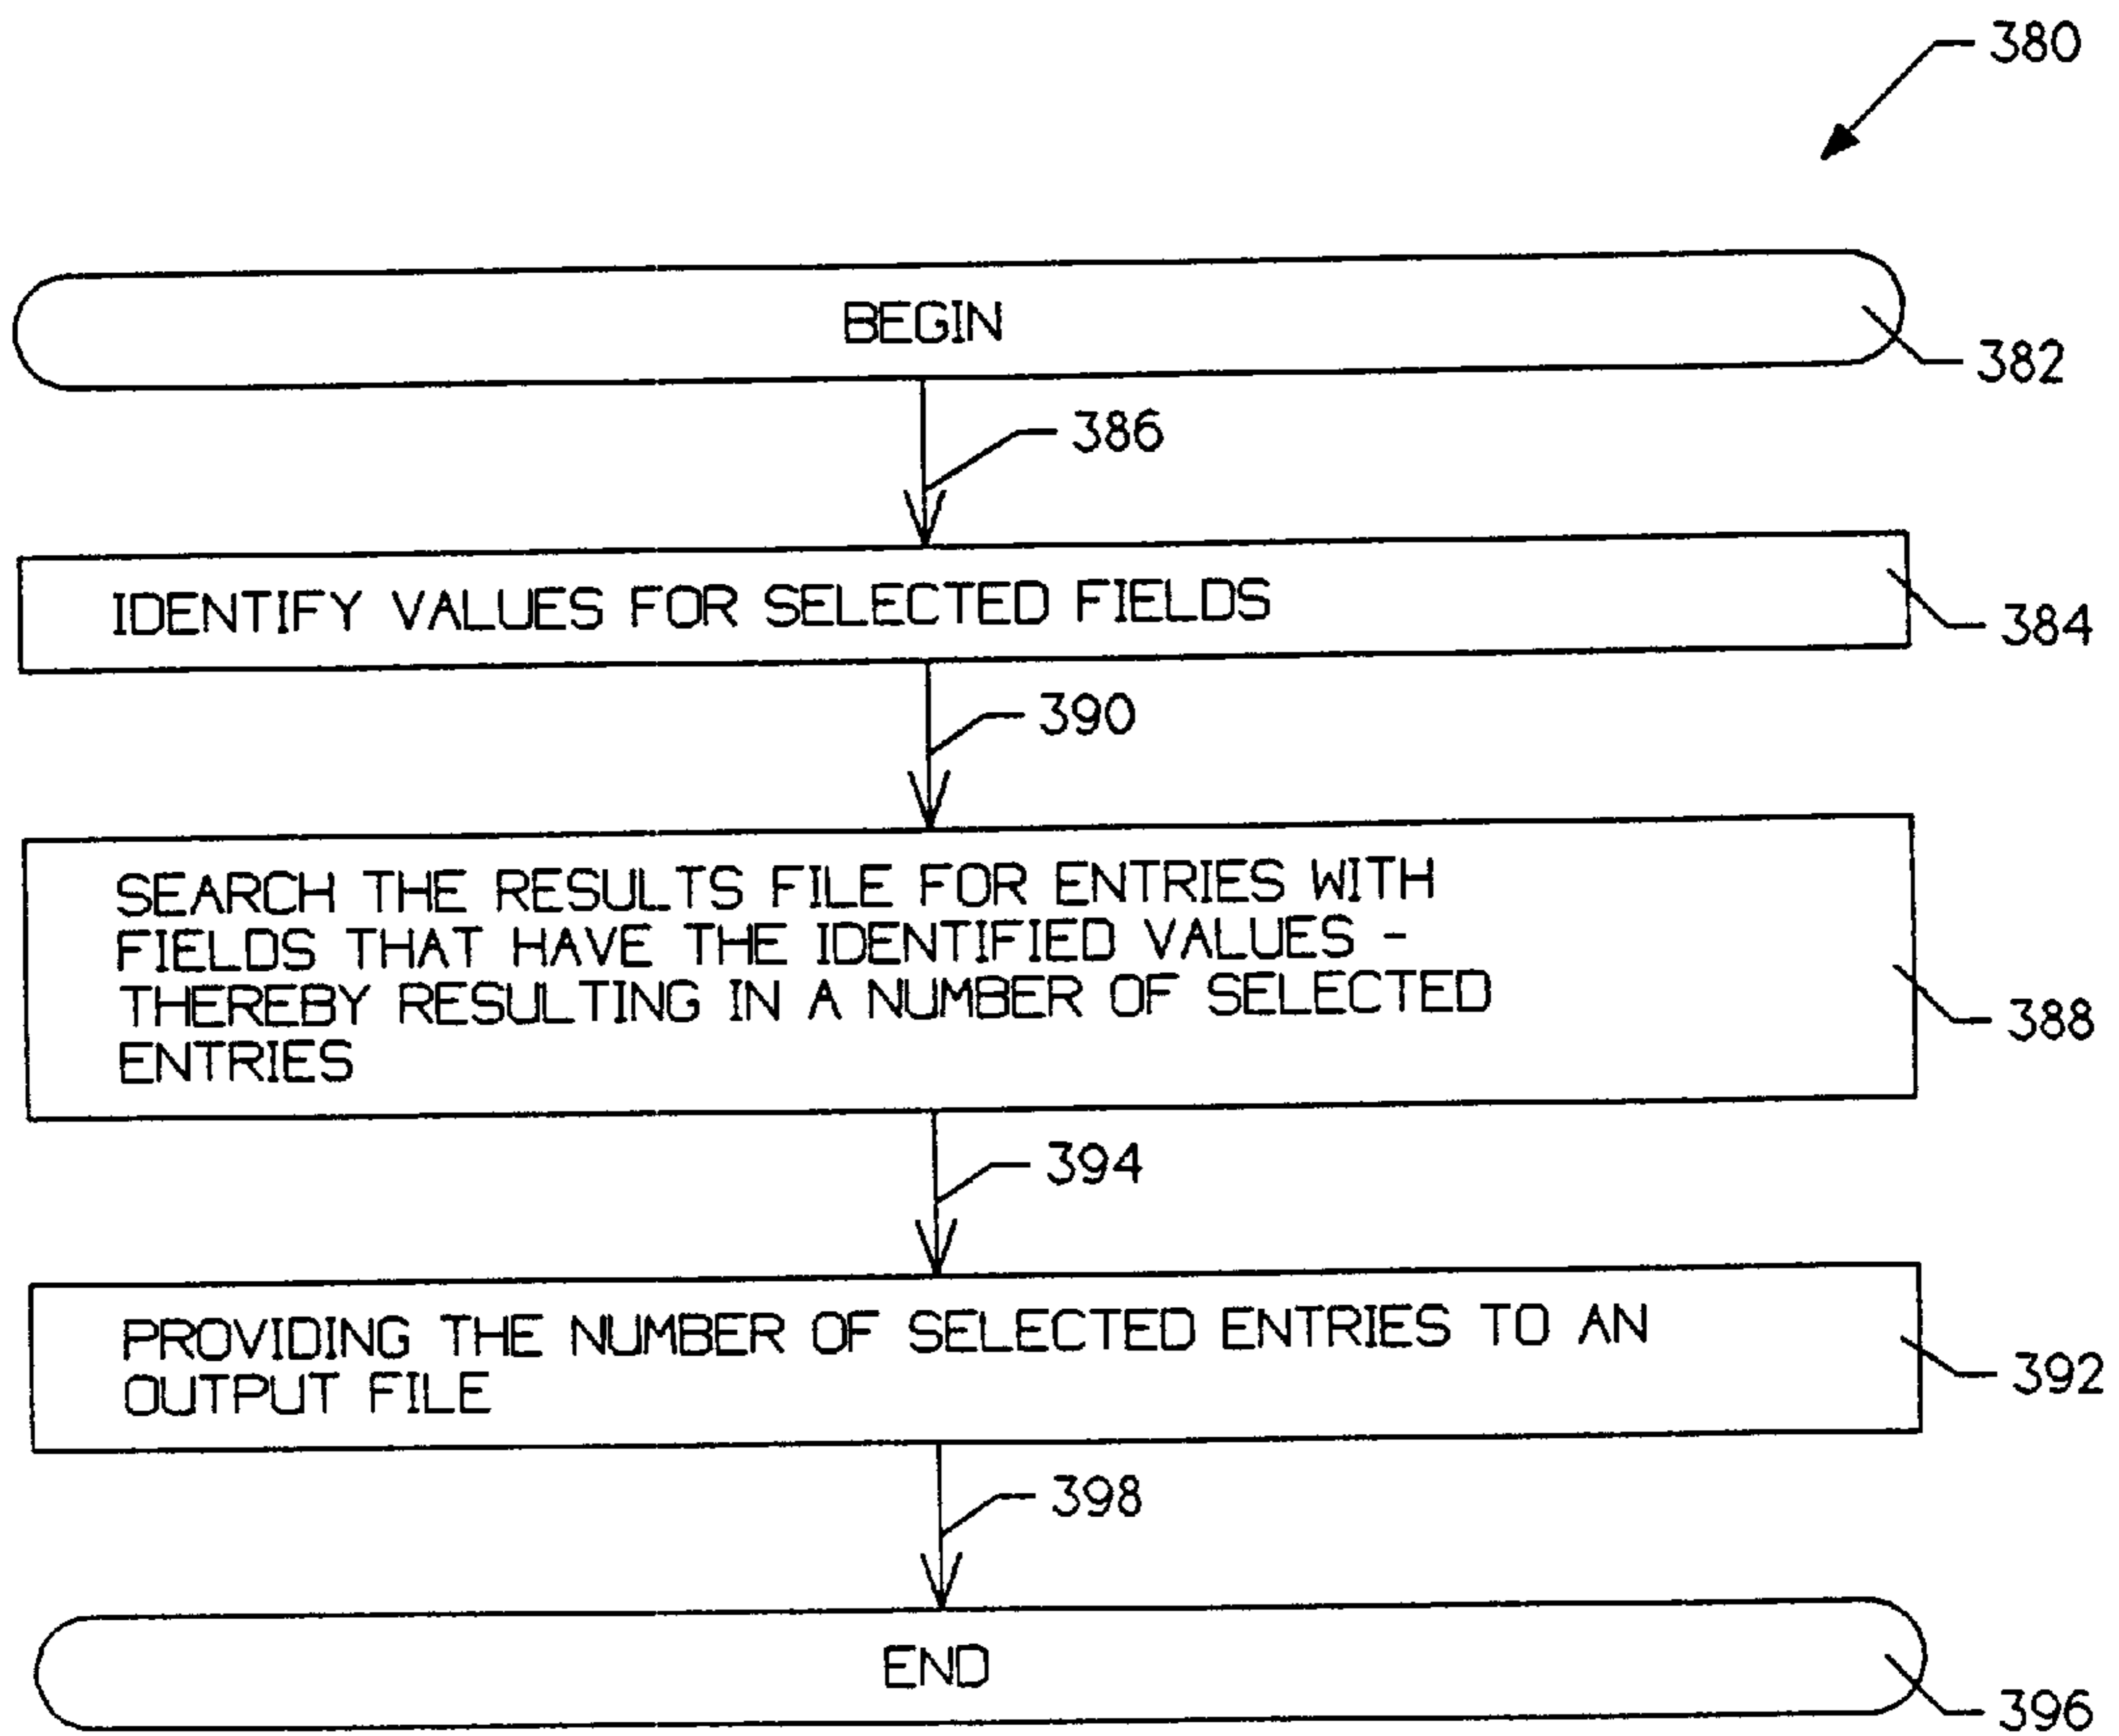 380
BEGIN
382
386
IDENTIFY VALUES FOR SELECTED FIELDS
384
390
SEARCH THE RESULTS FILE FOR ENTRIES WITH
FIELDS THAT HAVE THE IDENTIFIED VALUES -
THEREBY RESULTING IN A NUMBER OF SELECTED
ENTRIES
388
394
PROVIDING THE NUMBER OF SELECTED ENTRIES TO AN
OUTPUT FILE
392
398
END
396